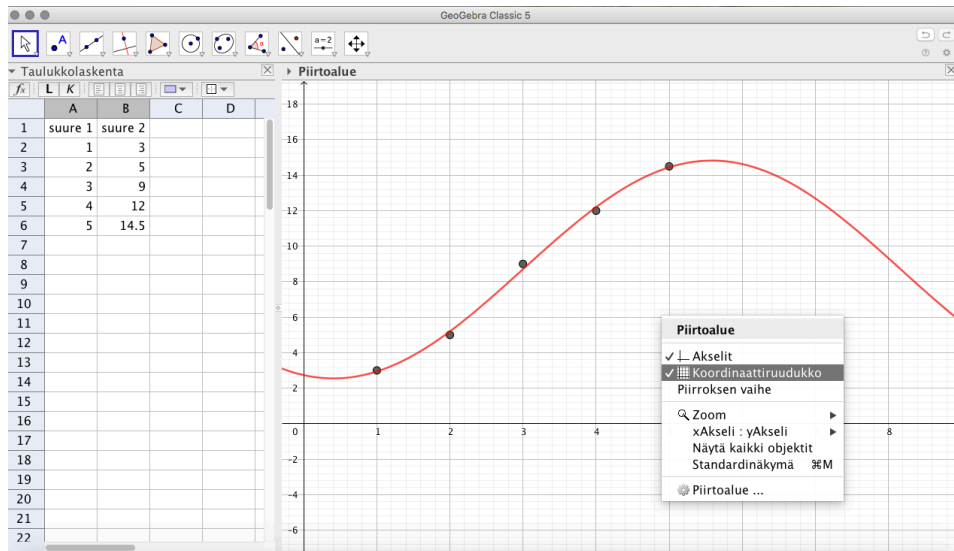 GeoGebra Classic 5
A
α
a=2
Taulukkolaskenta
Piirtoalue
fx L K
A B C D
1 suure 1 suure 2
2 1 3
3 2 5
4 3 9
5 4 12
6 5 14.5
7
8
9
10
11
12
13
14
15
16
17
18
19
20
21
22
18
16
14
12
10
8
6
4
2
0 1 2 3 4 8
-2
-4
-6
Piirtoalue
Akselit
Koordinaattiruudukko
Piirroksen vaihe
Zoom
xAkseli : yAkseli
Näytä kaikki objektit
Standardinäkymä ⌘M
Piirtoalue ...